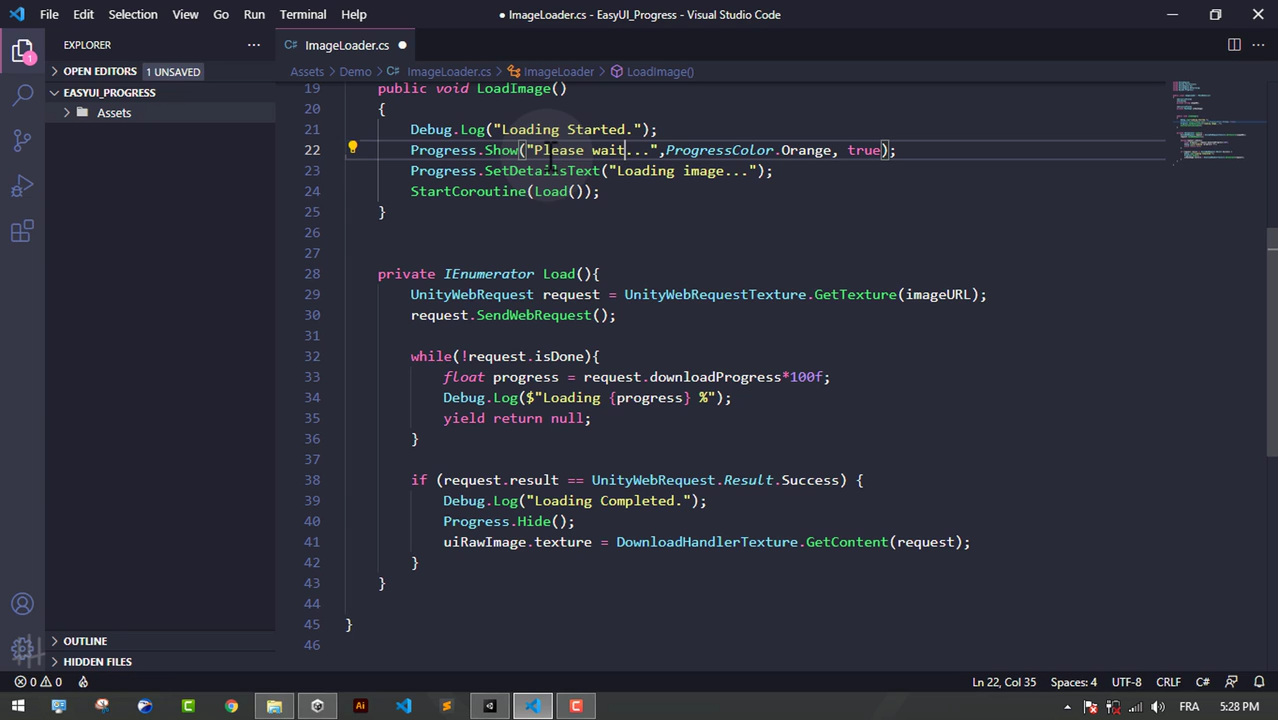 File Edit Selection View Go Run Terminal Help
● ImageLoader.cs - EasyUI_Progress - Visual Studio Code
EXPLORER
ImageLoader.cs
OPEN EDITORS 1 UNSAVED
EASYUI_PROGRESS
Assets
Assets > Demo > ImageLoader.cs > ImageLoader > LoadImage()
19 public void LoadImage()
20 {
21 Debug.Log("Loading Started.");
22 Progress.Show("Please wait...",ProgressColor.Orange, true);
23 Progress.SetDetailsText("Loading image...");
24 StartCoroutine(Load());
25 }
26
27
28 private IEnumerator Load(){
29 UnityWebRequest request = UnityWebRequestTexture.GetTexture(imageURL);
30 request.SendWebRequest();
31
32 while(!request.isDone){
33 float progress = request.downloadProgress*100f;
34 Debug.Log($"Loading {progress} %");
35 yield return null;
36 }
37
38 if (request.result == UnityWebRequest.Result.Success) {
39 Debug.Log("Loading Completed.");
40 Progress.Hide();
41 uiRawImage.texture = DownloadHandlerTexture.GetContent(request);
42 }
43 }
44
45 }
46
OUTLINE
HIDDEN FILES
0 0
Ln 22, Col 35 Spaces: 4 UTF-8 CRLF C#
FRA 5:28 PM